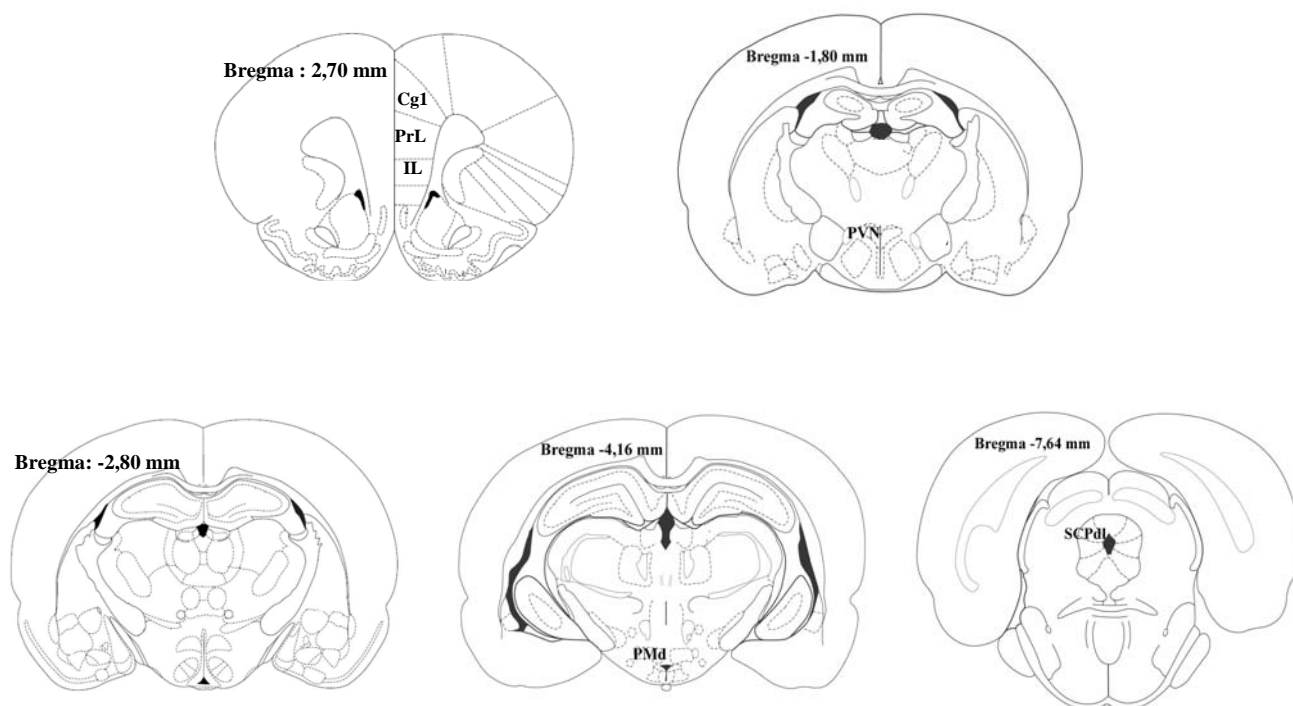 Bregma : 2,70 mm
Cg1
PrL
IL
Bregma -1,80 mm
PVN
Bregma: -2,80 mm
Bregma -4,16 mm
PMd
Bregma -7,64 mm
SCPdl